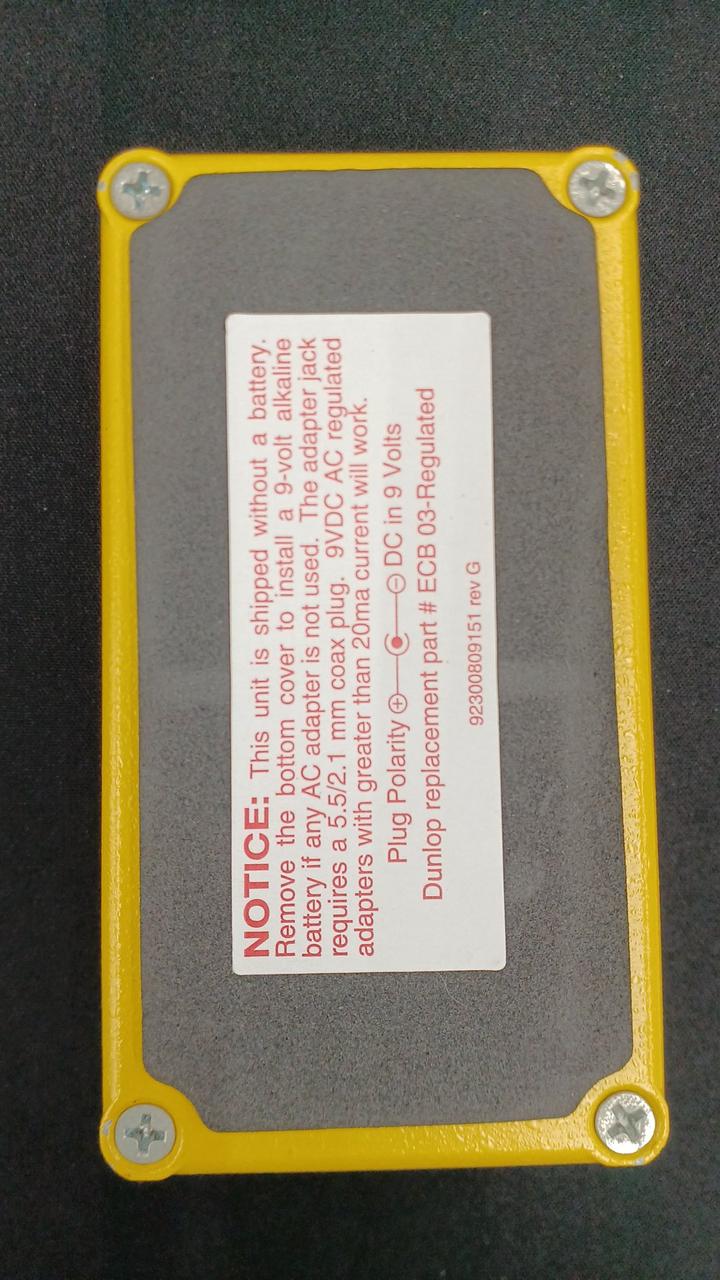 NOTICE: This unit is shipped without a battery.
Remove the bottom cover to install a 9-volt alkaline
battery if any AC adapter is not used. The adapter jack
requires a 5.5/2.1 mm coax plug. 9VDC AC regulated
adapters with greater than 20ma current will work.
Plug Polarity + − DC in 9 Volts
Dunlop replacement part # ECB 03-Regulated
92300809151 rev G